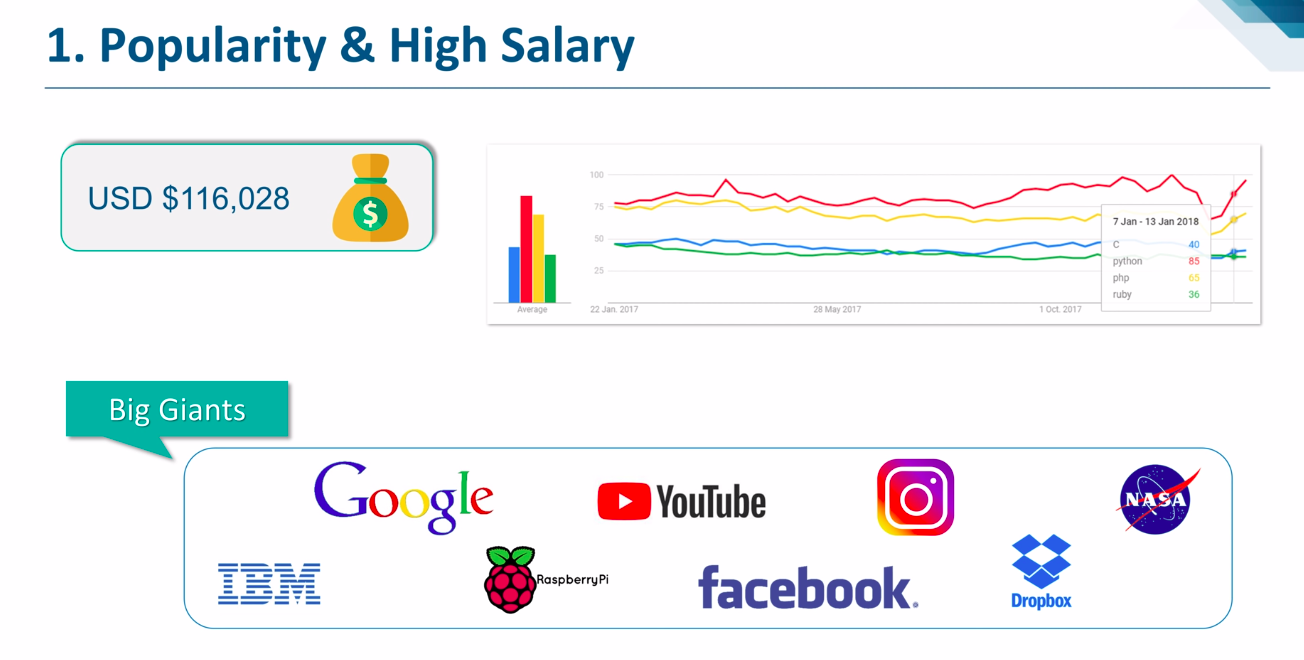 1. Popularity & High Salary
USD $116,028
$
100
75
50
25
Average
22 Jan. 2017
28 May 2017
1 Oct. 2017
7 Jan - 13 Jan 2018
C 40
python 85
php 65
ruby 36
Big Giants
Google
YouTube
NASA
IBM
RaspberryPi
facebook.
Dropbox